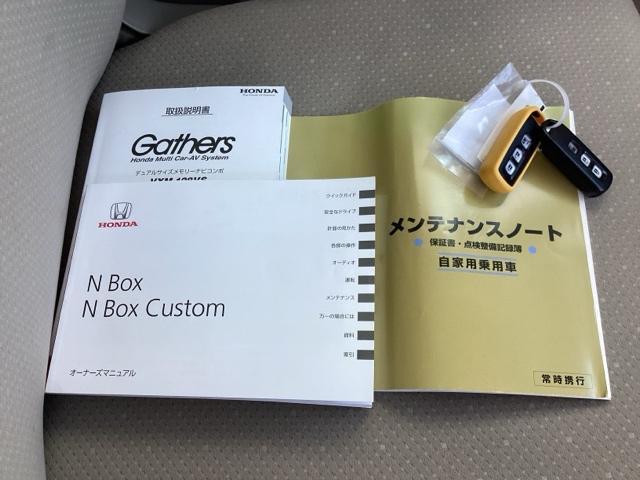 HONDA
The Power of Dreams
取扱説明書
Gathers
Honda Multi Car-AV System
デュアルサイズメモリーナビコンポ
HONDA
N Box
N Box Custom
オーナーズマニュアル
クイックガイド
安全なドライブ
計器の見かた
各部の操作
オーディオ
運転
メンテナンス
万一の場合には
資料
索引
メンテナンスノート
保証書・点検整備記録簿
自家用乗用車
常時携行